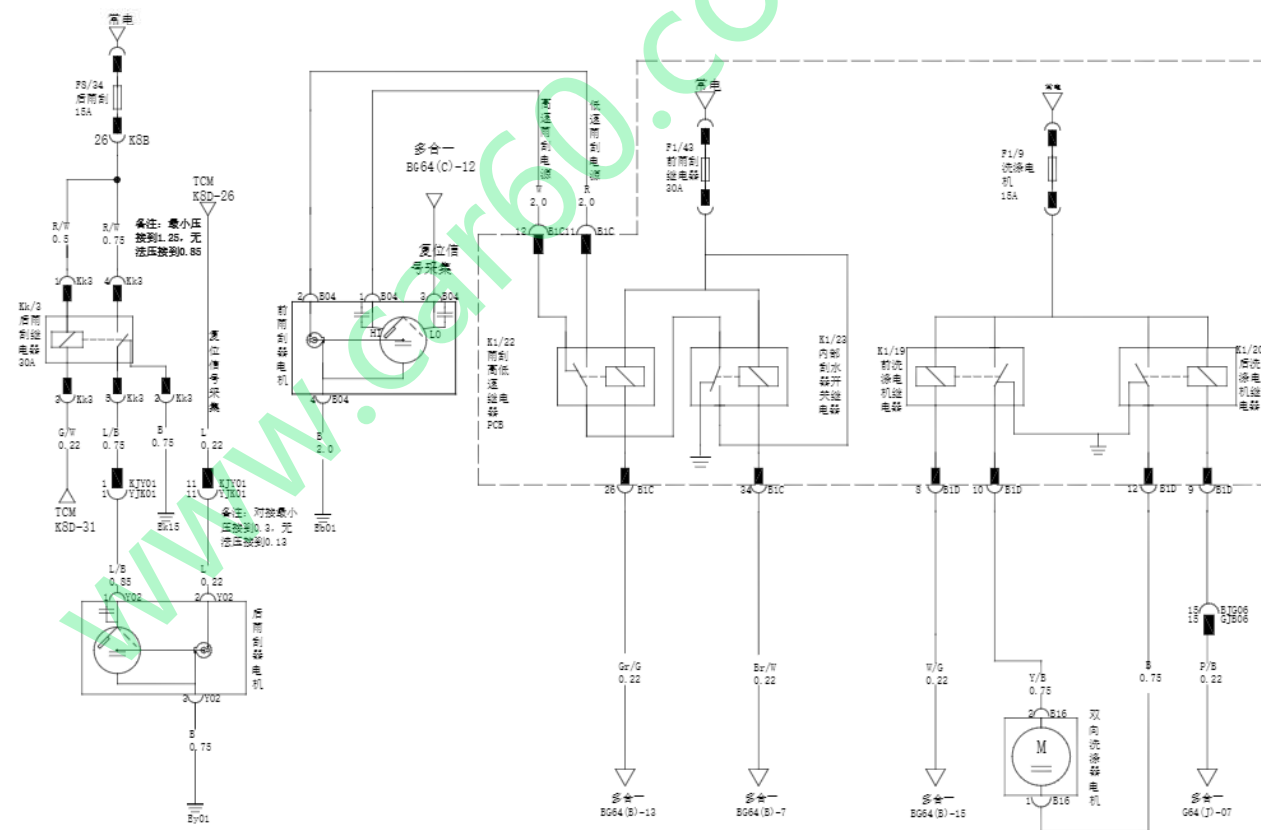 常电
F8/34
后雨刮
15A
26
K8B
TCM
K8D-26
R/W
0.5
R/W
0.75
备注：最小压
接到1.25，无
法压接到0.85
1
Kk3
4
Kk3
Kk/3
后雨
刮继
电器
30A
复位信号采集
Kk3
5
Kk3
Kk3
G/W
0.22
L/B
0.75
B
0.75
L
0.22
1
KJY01
1
YJK01
11
KJY01
11
YJK01
TCM
K8D-31
Ek15
备注：对接最小
压接到0.3，无
法压接到0.13
L/B
0.85
L
0.22
1
Y02
2
Y02
后雨刮器电机
3
Y02
B
0.75
Ey01
多合一
BG64(C)-12
复位信
号采集
2
B04
1
B04
3
B04
前雨刮器电机
HI
LO
4
B04
B
2.0
Eb01
高速雨刮电源
低速雨刮电源
W
2.0
R
2.0
12
B1C
11
B1C
常电
F1/43
前雨刮
继电器
30A
常电
F1/9
洗涤电
机
15A
K1/22
雨刮
高低
速
继电
器
PCB
K1/23
内部
刮水
器开
关继
电器
K1/19
前洗
涤电
机继
电器
K1/20
后洗
涤电
机继
电器
26
B1C
34
B1C
8
B1D
10
B1D
12
B1D
9
B1D
15
BJG06
15
GJB06
Gr/G
0.22
Br/W
0.22
W/G
0.22
Y/B
0.75
B
0.75
P/B
0.22
2
B16
M
双向洗涤器电机
1
B16
多合一
BG64(B)-13
多合一
BG64(B)-7
多合一
BG64(B)-15
多合一
G64(J)-07
www.car60.co